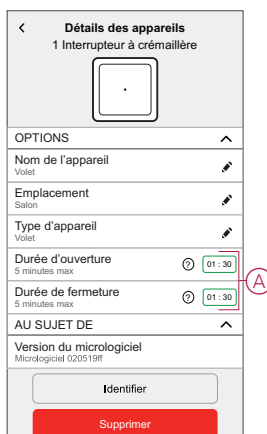 Détails des appareils
1 Interrupteur à crémaillère
OPTIONS
Nom de l'appareil
Volet
Emplacement
Salon
Type d'appareil
Volet
Durée d'ouverture
5 minutes max
? 01 : 30
Durée de fermeture
5 minutes max
? 01 : 30
A
AU SUJET DE
Version du micrologiciel
Micrologiciel 020519ff
Identifier
Supprimer